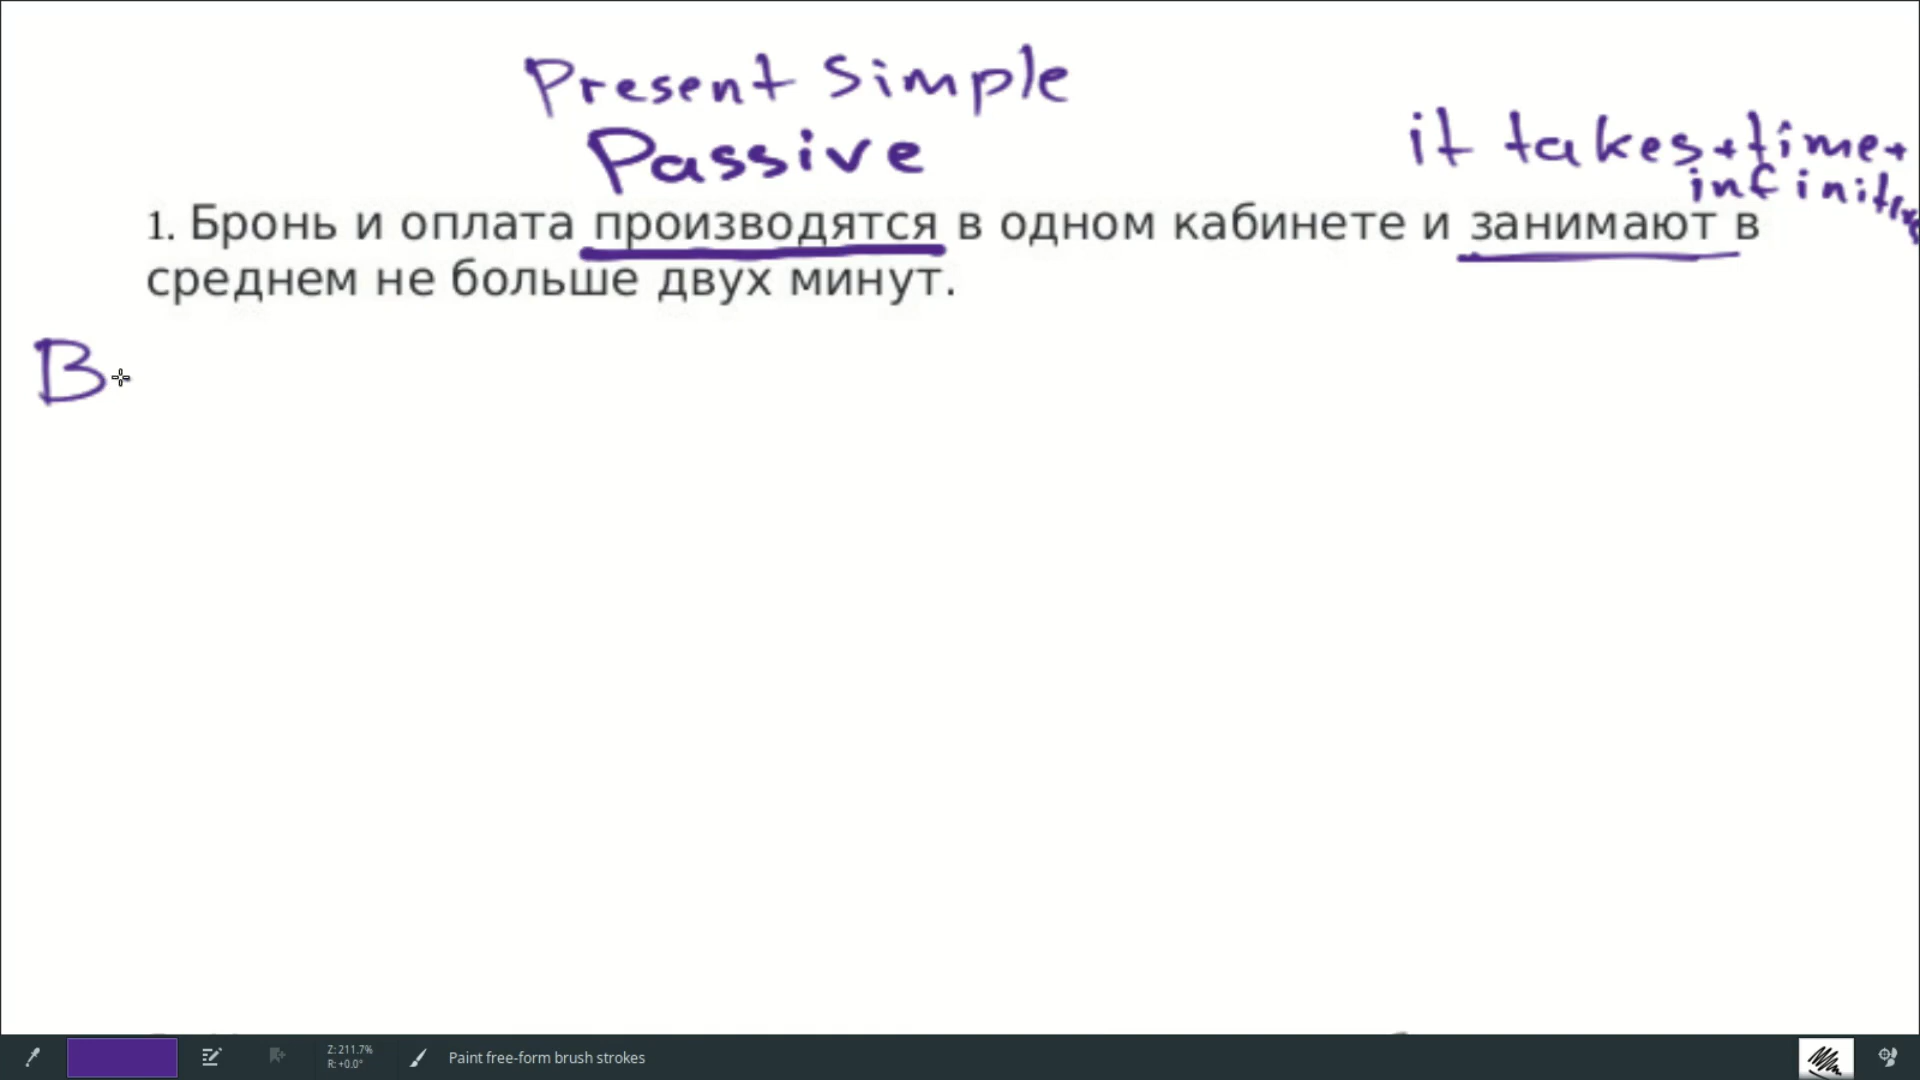 Present Simple
Passive
it takes+time+
infinitive
1. Бронь и оплата производятся в одном кабинете и занимают в
среднем не больше двух минут.
B
Z: 211.7%
R: +0.0°
Paint free-form brush strokes